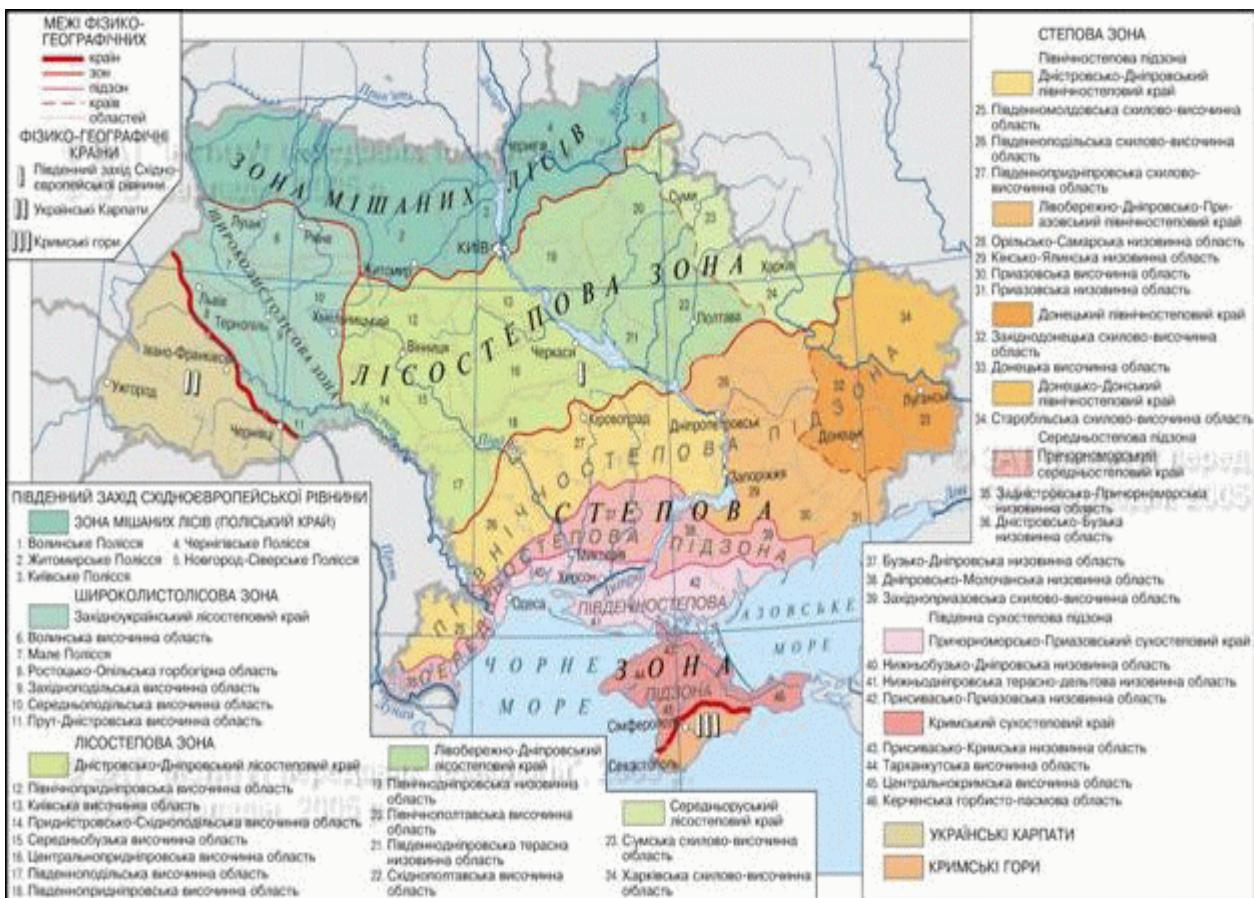 МЕЖІ ФІЗИКО-
ГЕОГРАФІЧНИХ
країн
зон
підзон
країв
областей
ФІЗИКО-ГЕОГРАФІЧНІ
КРАЇНИ
I Південний захід Східно-
європейської рівнини
II Українські Карпати
III Кримські гори
ЗОНА МІШАНИХ ЛІСІВ
ШИРОКОЛИСТОЛІСОВА ЗОНА
ЛІСОСТЕПОВА ЗОНА
ПІВНІЧНОСТЕПОВА ПІДЗОНА
СТЕПОВА
ЗОНА
ПІДЗОНА
ПІВДЕННОСТЕПОВА
ПІДЗОНА
Прип'ять
Дніпро
Чернігів
Луцьк
Рівне
Житомир
КИЇВ
Суми
Харків
Полтава
Львів
Тернопіль
Хмельницький
Вінниця
Черкаси
Івано-Франківськ
Ужгород
Чернівці
Кіровоград
Дніпропетровськ
Запоріжжя
Донецьк
Луганськ
Миколаїв
Херсон
Дніпро
Одеса
Сімферополь
Севастополь
Прут
Дунай
Дон
ЧОРНЕ
МОРЕ
АЗОВСЬКЕ
МОРЕ
I
II
III
ПІВДЕННИЙ ЗАХІД СХІДНОЄВРОПЕЙСЬКОЇ РІВНИНИ
ЗОНА МІШАНИХ ЛІСІВ (ПОЛІСЬКИЙ КРАЙ)
1. Волинське Полісся
2. Житомирське Полісся
3. Київське Полісся
4. Чернігівське Полісся
5. Новгород-Сіверське Полісся
ШИРОКОЛИСТОЛІСОВА ЗОНА
Західноукраїнський лісостеповий край
6. Волинська височинна область
7. Мале Полісся
8. Ростоцько-Опільська горбогірна область
9. Західноподільська височинна область
10. Середньоподільська височинна область
11. Прут-Дністровська височинна область
ЛІСОСТЕПОВА ЗОНА
Дністровсько-Дніпровський лісостеповий край
12. Північнопридніпровська височинна область
13. Київська височинна область
14. Придністровсько-Східноподільська височинна область
15. Середньобузька височинна область
16. Центральнопридніпровська височинна область
17. Південноподільська височинна область
18. Південнопридніпровська височинна область
Лівобережно-Дніпровський
лісостеповий край
19. Північнодніпровська низовинна
область
20. Північнополтавська височинна
область
21. Південнодніпровська терасна
низовинна область
22. Східнополтавська височинна
область
Середньоруський
лісостеповий край
23. Сумська схилово-височинна
область
24. Харківська схилово-височинна
область
СТЕПОВА ЗОНА
Північностепова підзона
Дністровсько-Дніпровський
північностеповий край
25. Південномолдовська схилово-височинна
область
26. Південноподільська схилово-височинна
область
27. Південнопридніпровська схилово-
височинна область
Лівобережно-Дніпровсько-При-
азовський північностеповий край
28. Орільсько-Самарська низовинна область
29. Кінсько-Ялинська низовинна область
30. Приазовська височинна область
31. Приазовська низовинна область
Донецький північностеповий край
32. Західнодонецька схилово-височинна
область
33. Донецька височинна область
Донецько-Донський
північностеповий край
34. Старобільська схилово-височинна область
Середньостепова підзона
Причорноморський
середньостеповий край
35. Задністровсько-Причорноморська
низовинна область
36. Дністровсько-Бузька
низовинна область
37. Бузько-Дніпровська низовинна область
38. Дніпровсько-Молочанська низовинна область
39. Західноприазовська схилово-височинна область
Південна сухостепова підзона
Причорноморсько-Приазовський сухостеповий край
40. Нижньобузько-Дніпровська низовинна область
41. Нижньодніпровська терасно-дельтова низовинна область
42. Присивасько-Приазовська низовинна область
Кримський сухостеповий край
43. Присивасько-Кримська низовинна область
44. Тарханкутська височинна область
45. Центральнокримська височинна область
46. Керченська горбисто-пасмова область
УКРАЇНСЬКІ КАРПАТИ
КРИМСЬКІ ГОРИ